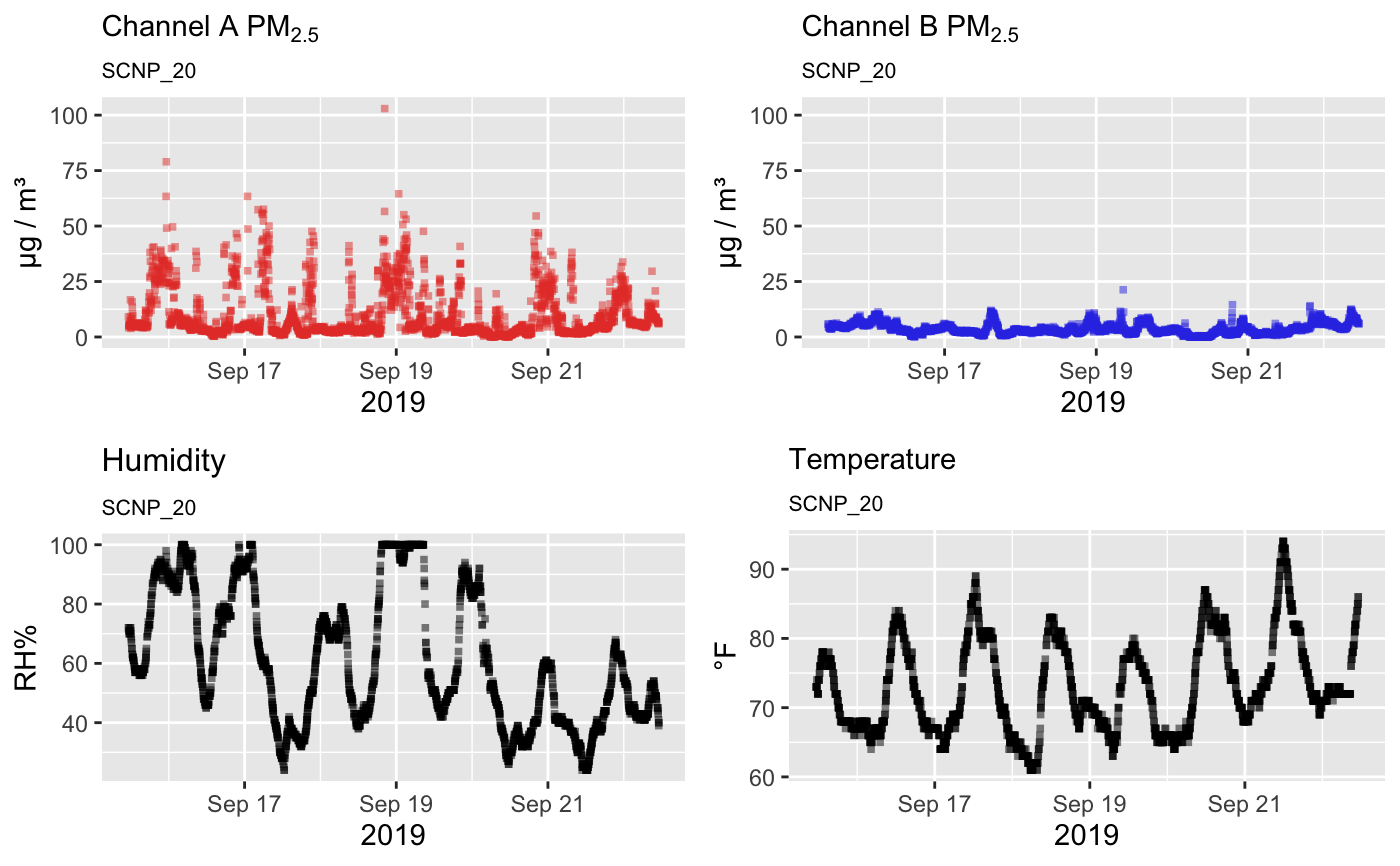 Channel A PM2.5
SCNP_20
µg / m³
100
75
50
25
0
Sep 17 Sep 19 Sep 21
2019
Channel B PM2.5
SCNP_20
µg / m³
100
75
50
25
0
Sep 17 Sep 19 Sep 21
2019
Humidity
SCNP_20
RH%
100
80
60
40
Sep 17 Sep 19 Sep 21
2019
Temperature
SCNP_20
°F
90
80
70
60
Sep 17 Sep 19 Sep 21
2019